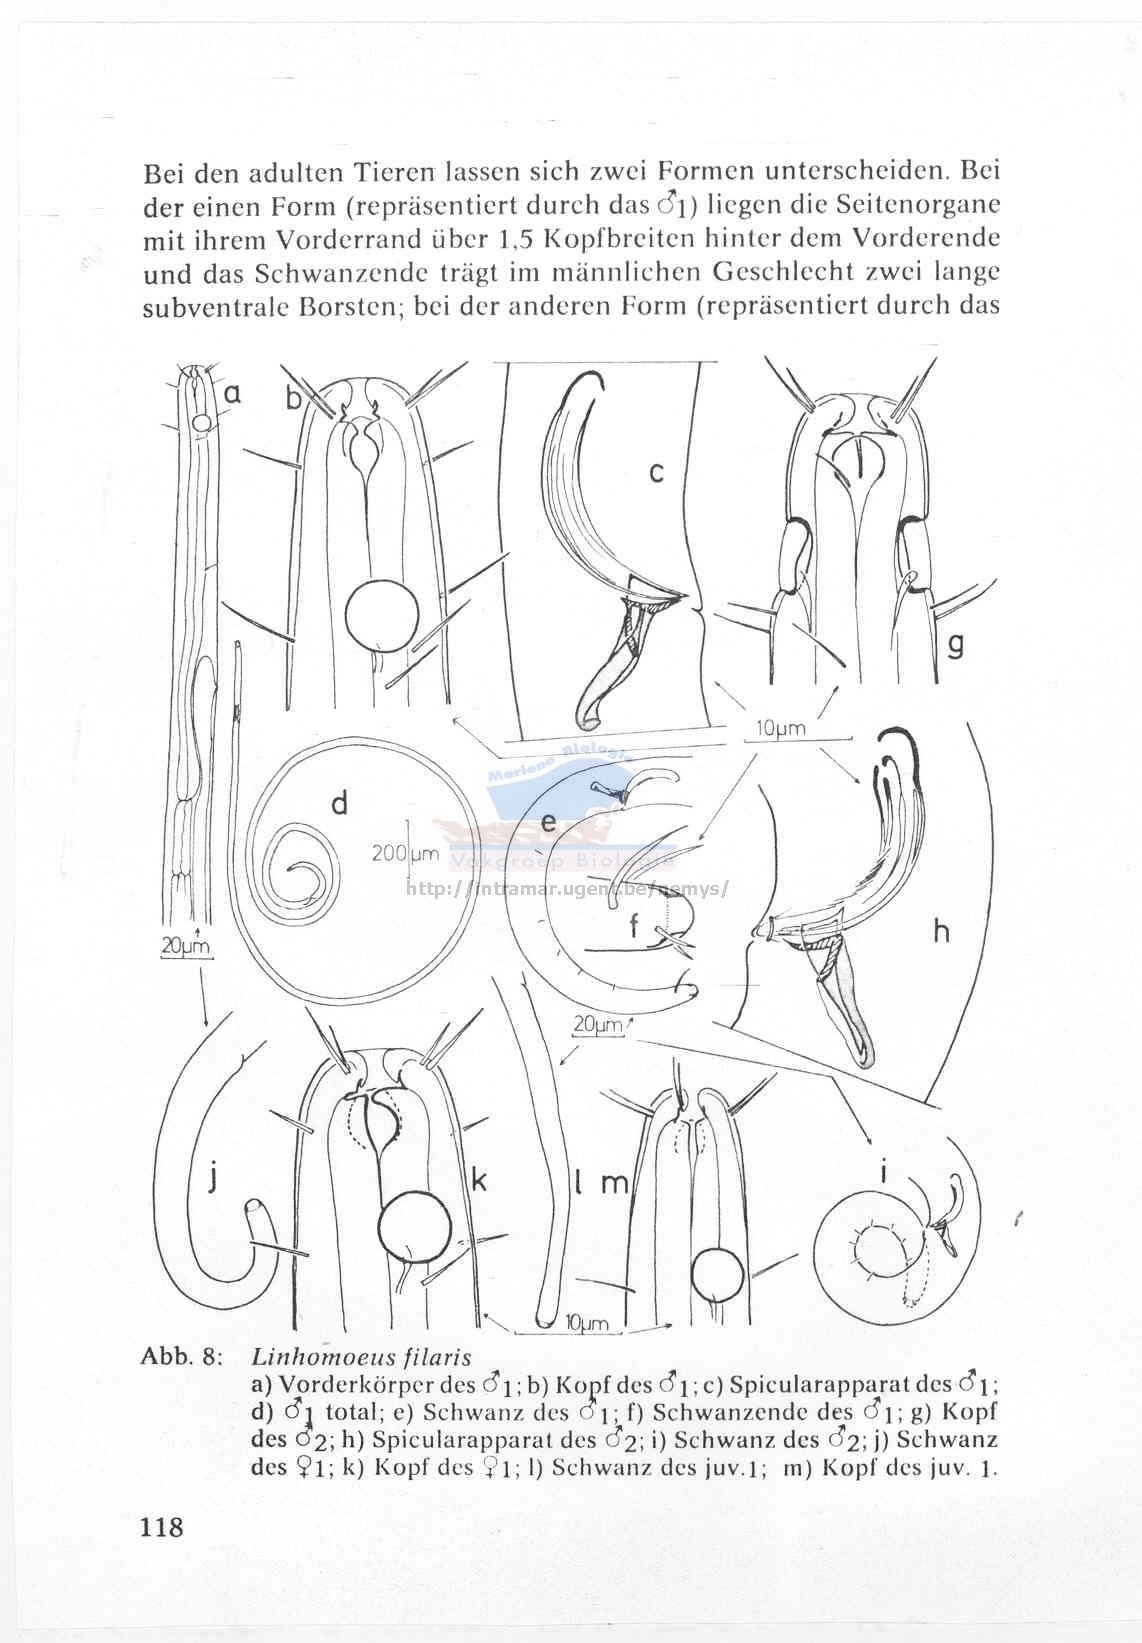 Bei den adulten Tieren lassen sich zwei Formen unterscheiden. Bei
der einen Form (repräsentiert durch das ♂1) liegen die Seitenorgane
mit ihrem Vorderrand über 1,5 Kopfbreiten hinter dem Vorderende
und das Schwanzende trägt im männlichen Geschlecht zwei lange
subventrale Borsten; bei der anderen Form (repräsentiert durch das
a
b
c
g
10µm
d
200µm
e
Mariene Biologie
Vakgroep Biologie
http://intramar.ugent.be/nemys/
f
h
20µm
20µm
j
k
l
m
i
10µm
Abb. 8: Linhomoeus filaris
a) Vorderkörper des ♂1; b) Kopf des ♂1; c) Spicularapparat des ♂1;
d) ♂1 total; e) Schwanz des ♂1; f) Schwanzende des ♂1; g) Kopf
des ♂2; h) Spicularapparat des ♂2; i) Schwanz des ♂2; j) Schwanz
des ♀1; k) Kopf des ♀1; l) Schwanz des juv.1; m) Kopf des juv. 1.
118